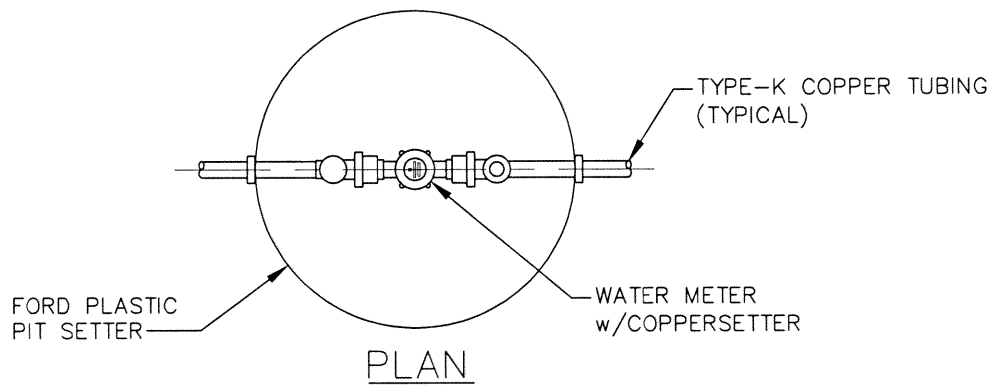 TYPE-K COPPER TUBING
(TYPICAL)
FORD PLASTIC
PIT SETTER
WATER METER
w/COPPERSETTER
PLAN